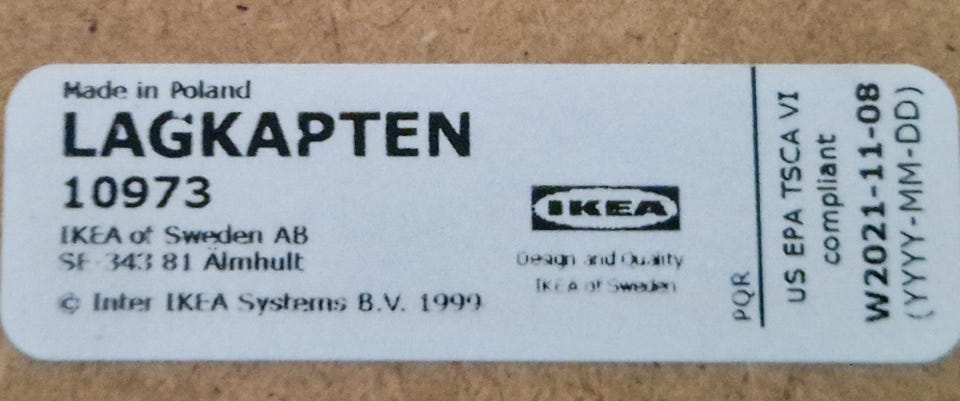 Made in Poland
LAGKAPTEN
10973
IKEA of Sweden AB
SE-343 81 Älmhult
© Inter IKEA Systems B.V. 1999
IKEA
Design and Quality
IKEA of Sweden
PQR
US EPA TSCA VI
compliant
W2021-11-08
(YYYY-MM-DD)